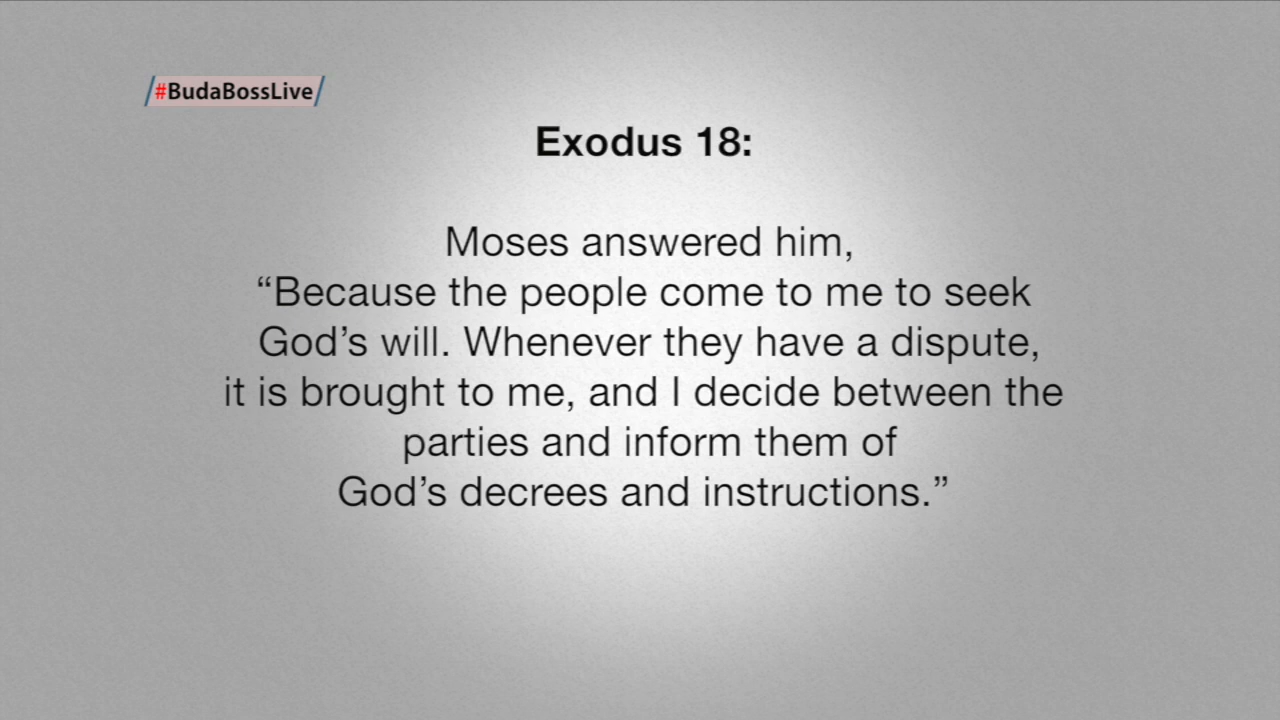 #BudaBossLive
Exodus 18:
Moses answered him,
“Because the people come to me to seek
God’s will. Whenever they have a dispute,
it is brought to me, and I decide between the
parties and inform them of
God’s decrees and instructions.”